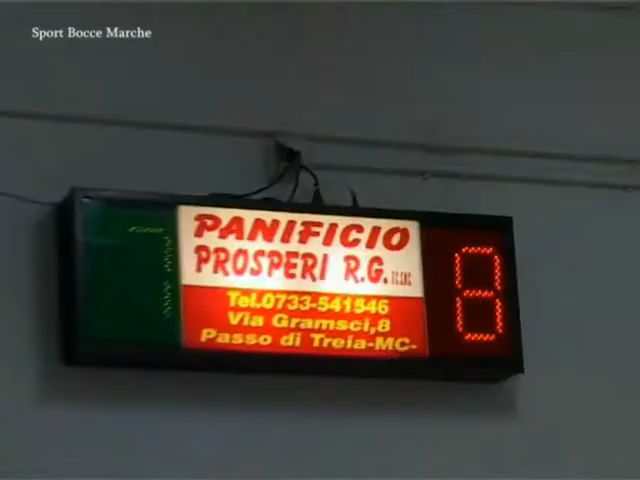 Sport Bocce Marche
PANIFICIO
PROSPERI R.G.
Tel.0733-541546
Via Gramsci,8
Passo di Treia-MC-
8